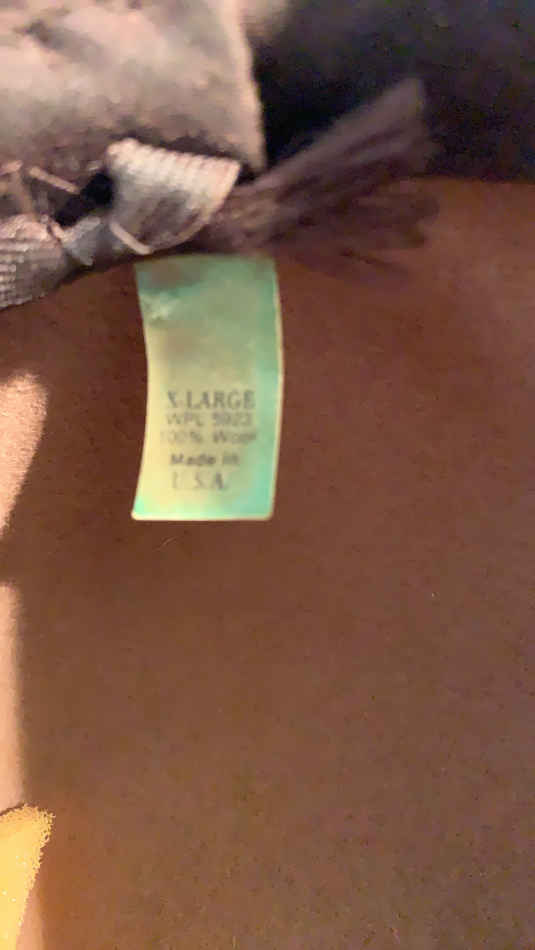 X-LARGE
WPL 5923
100% Wool
Made in
U.S.A.